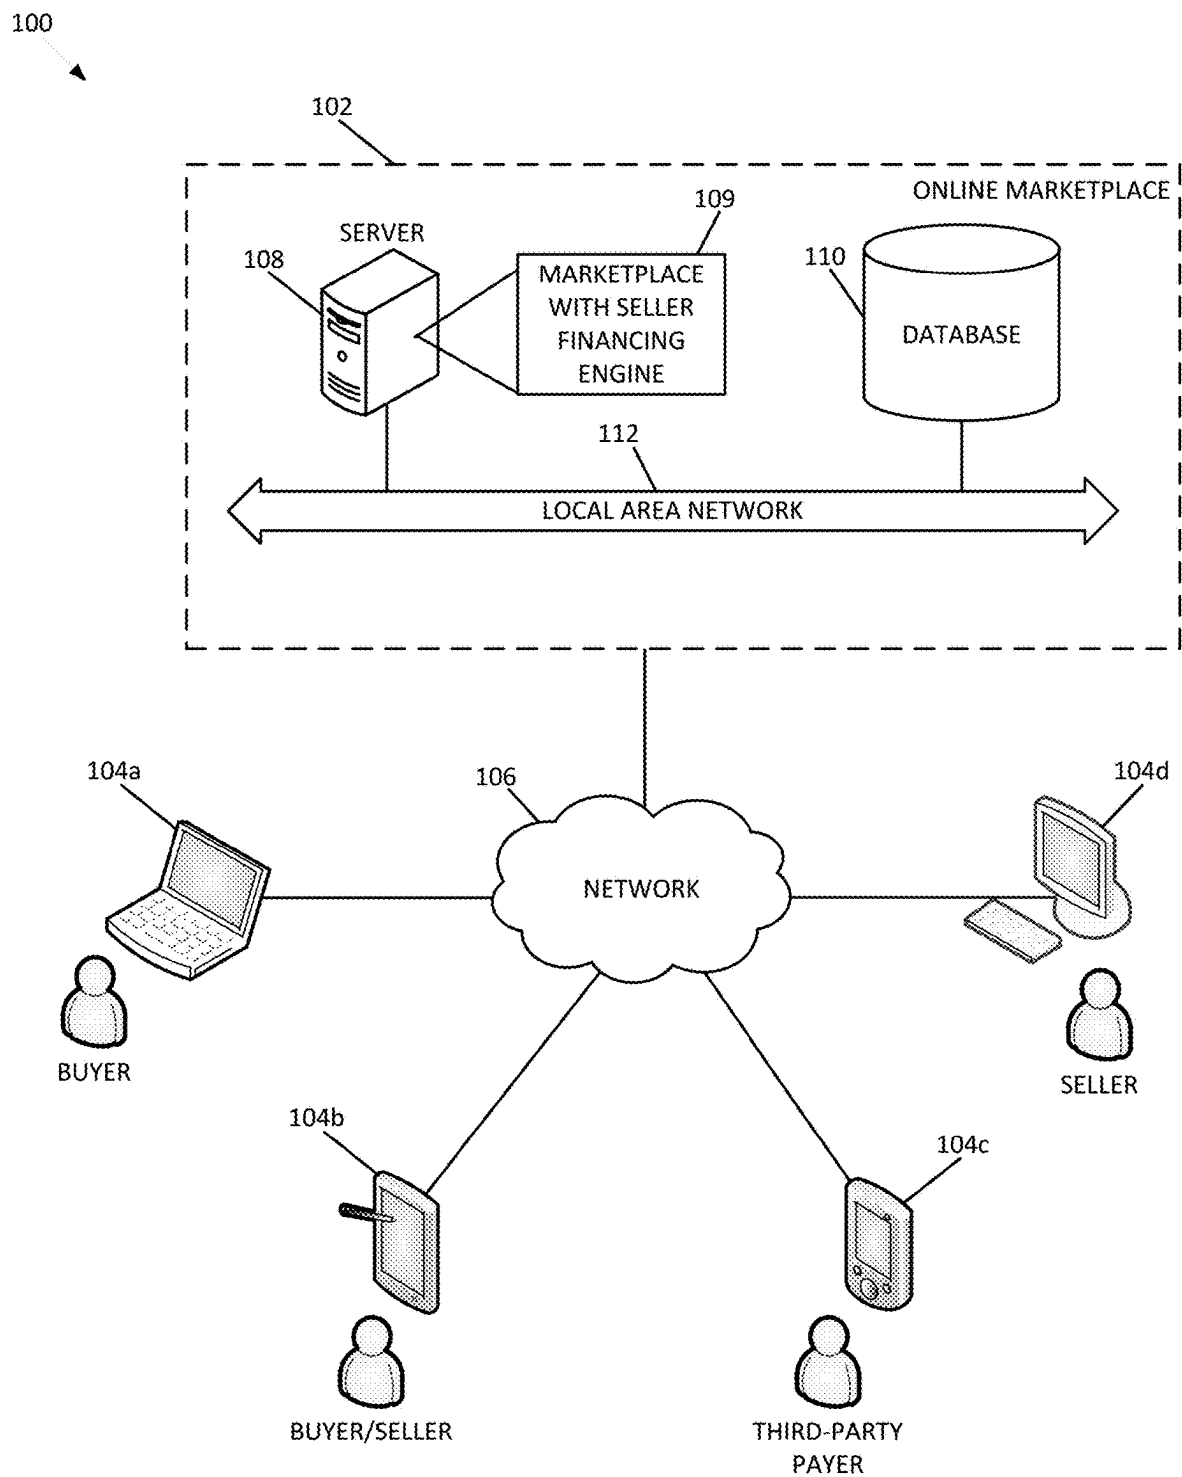 100
102
ONLINE MARKETPLACE
109
SERVER
108
MARKETPLACE
WITH SELLER
FINANCING
ENGINE
110
DATABASE
112
LOCAL AREA NETWORK
104a
106
104d
NETWORK
BUYER
SELLER
104b
104c
BUYER/SELLER
THIRD-PARTY
PAYER